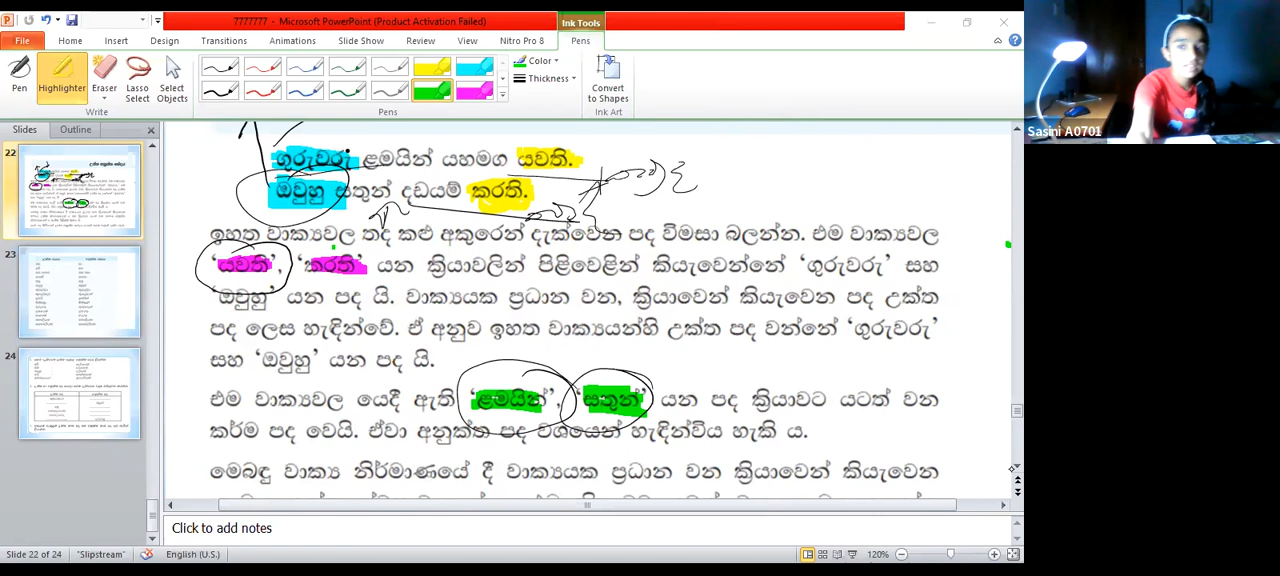 7777777 - Microsoft PowerPoint (Product Activation Failed)
Ink Tools
File Home Insert Design Transitions Animations Slide Show Review View Nitro Pro 8 Pens
Pen Highlighter Eraser Lasso Select Select Objects Color Thickness Convert to Shapes
Write Pens Ink Art
Slides Outline
22
23
24
Sasini A0701
ගුරුවරු ළමයින් යහමග යවති.
ඔවුහු සතුන් දඩයම් කරති.
ඉහත වාක්‍යවල තද කළු අකුරෙන් දැක්වෙන පද විමසා බලන්න. එම වාක්‍යවල
‘යවති’, ‘කරති’ යන ක්‍රියාවලින් පිළිවෙළින් කියැවෙන්නේ ‘ගුරුවරු’ සහ
‘ඔවුහු’ යන පද යි. වාක්‍යයක ප්‍රධාන වන, ක්‍රියාවෙන් කියැවෙන පද උක්ත
පද ලෙස හැඳින්වේ. ඒ අනුව ඉහත වාක්‍යයන්හි උක්ත පද වන්නේ ‘ගුරුවරු’
සහ ‘ඔවුහු’ යන පද යි.
එම වාක්‍යවල යෙදී ඇති ‘ළමයින්’, ‘සතුන්’ යන පද ක්‍රියාවට යටත් වන
කර්ම පද වෙයි. ඒවා අනුක්ත පද වශයෙන් හැඳින්විය හැකි ය.
මෙබඳු වාක්‍ය නිර්මාණයේ දී වාක්‍යයක ප්‍රධාන වන ක්‍රියාවෙන් කියැවෙන
Click to add notes
Slide 22 of 24 "Slipstream" English (U.S.) 120%